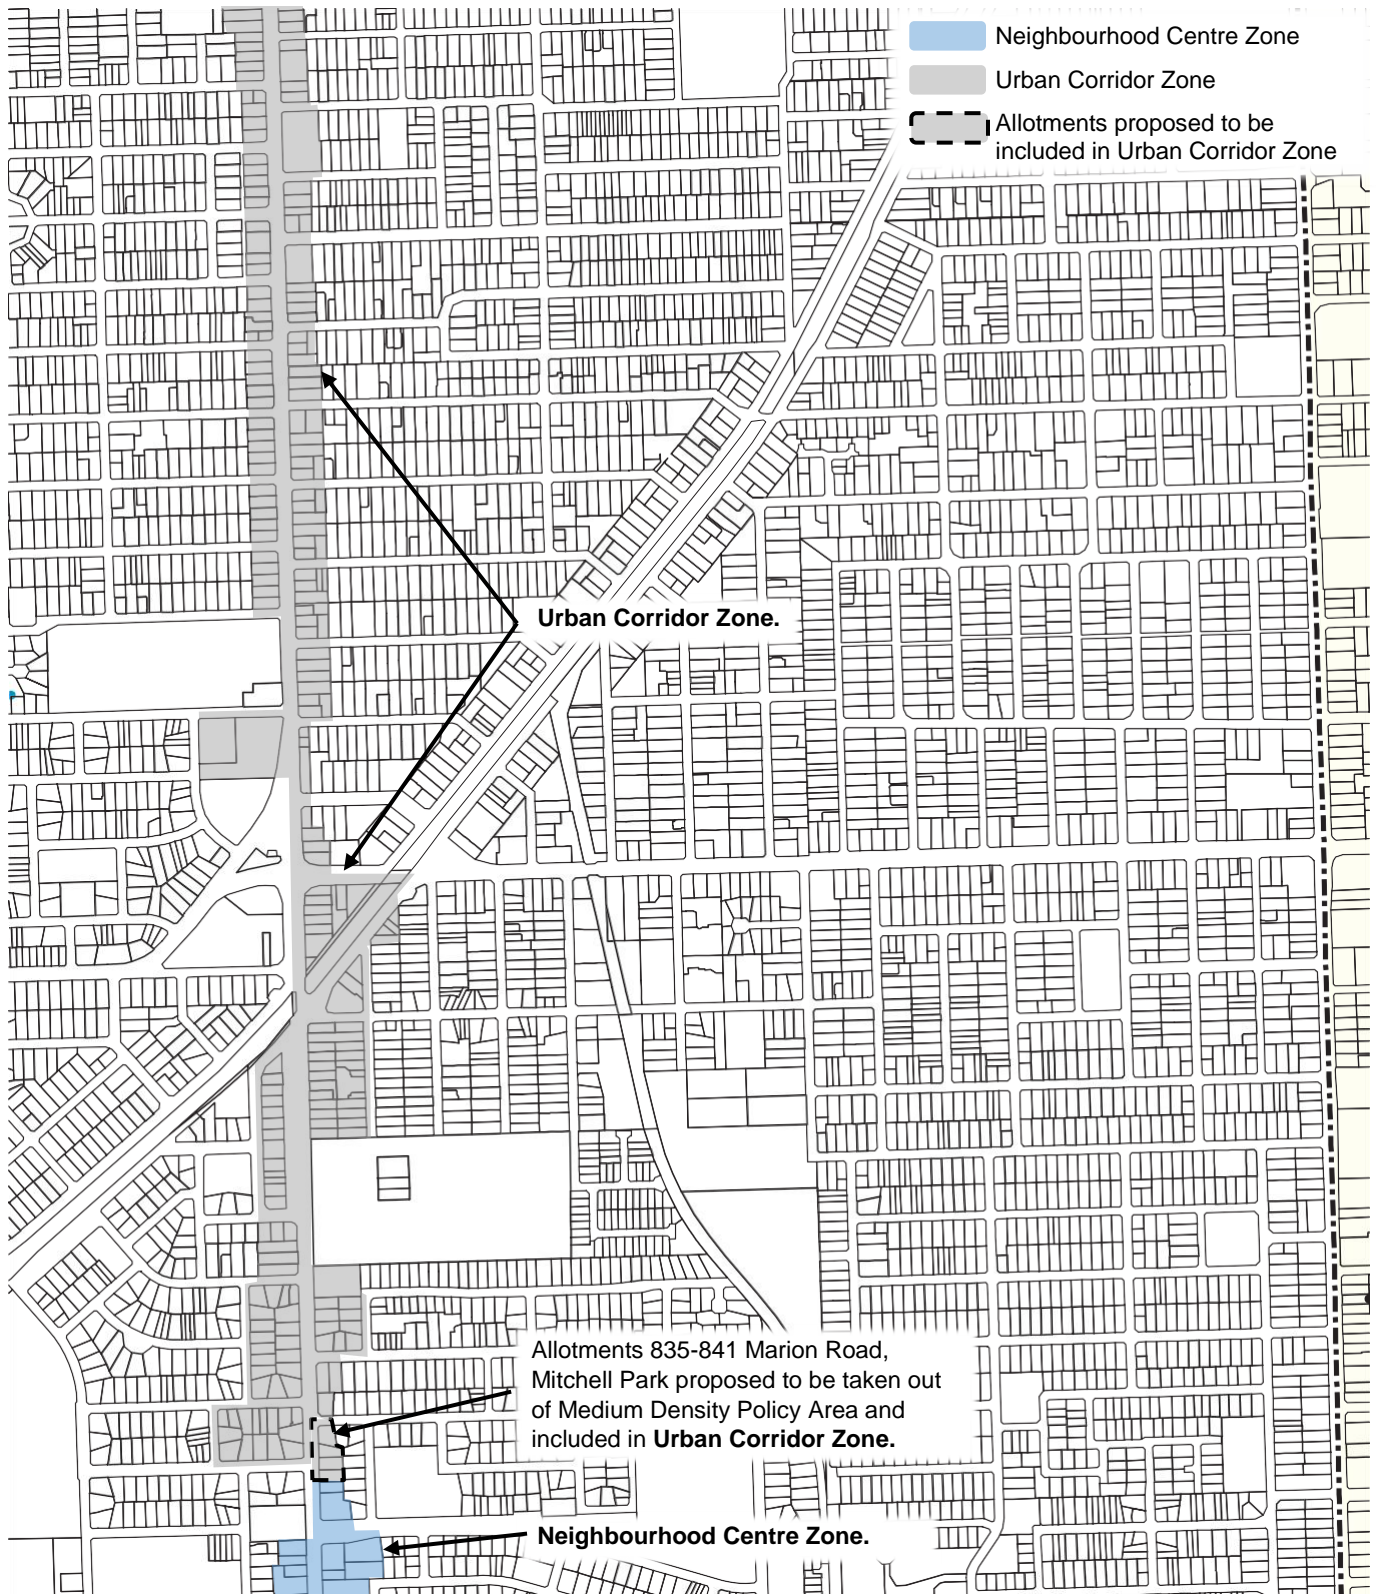 Neighbourhood Centre Zone
Urban Corridor Zone
Allotments proposed to be
included in Urban Corridor Zone
Urban Corridor Zone.
Allotments 835-841 Marion Road,
Mitchell Park proposed to be taken out
of Medium Density Policy Area and
included in Urban Corridor Zone.
Neighbourhood Centre Zone.